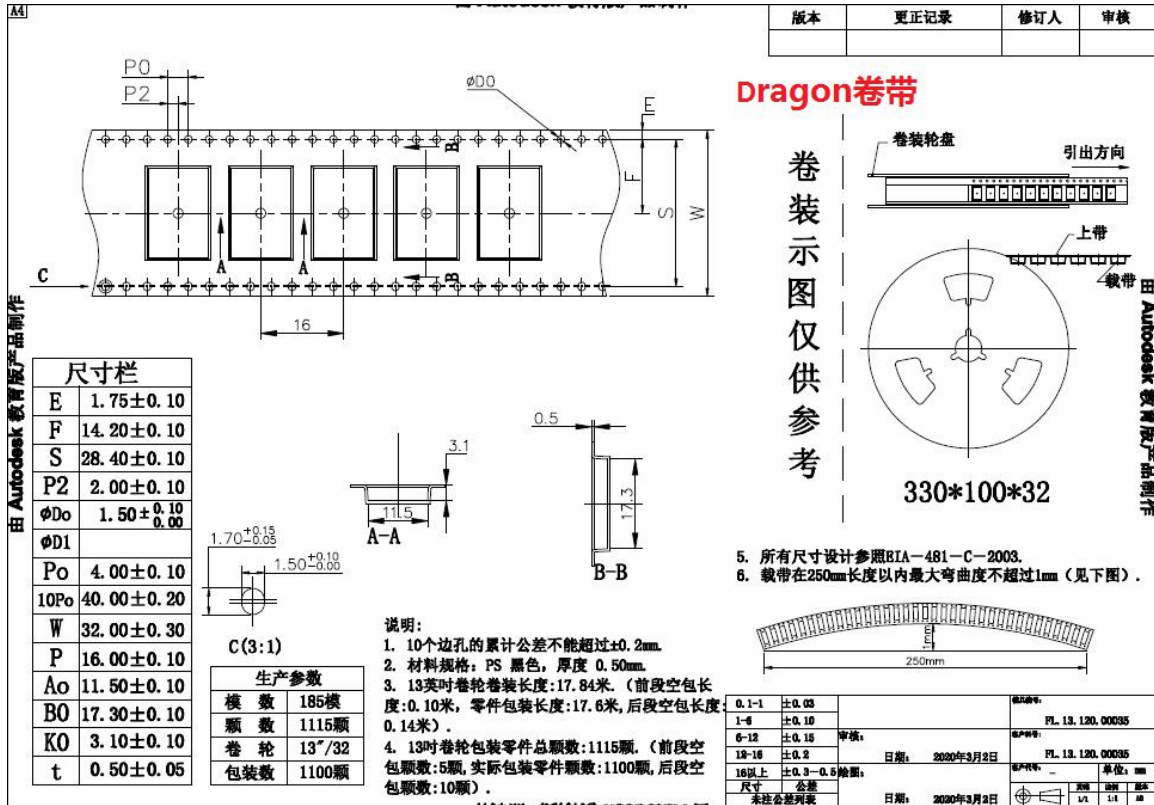 A4
版本 更正记录 修订人 审核
Dragon卷带
P0
P2
ØD0
E
B
F
S
W
A A
B
C
16
卷装轮盘
引出方向
上带
载带
卷装示图仅供参考
330*100*32
由 Autodesk 教育版产品制作
由 Autodesk 教育版产品制作
尺寸栏
E 1.75±0.10
F 14.20±0.10
S 28.40±0.10
P2 2.00±0.10
ØDo 1.50±0.10 0.00
ØD1
Po 4.00±0.10
10Po 40.00±0.20
W 32.00±0.30
P 16.00±0.10
Ao 11.50±0.10
B0 17.30±0.10
K0 3.10±0.10
t 0.50±0.05
3.1
11.5
A-A
0.5
17.3
B-B
1.70+0.15 -0.05
1.50+0.10 -0.00
C(3:1)
生产参数
模 数 185模
颗 数 1115颗
卷 轮 13"/32
包装数 1100颗
说明:
1. 10个边孔的累计公差不能超过±0.2mm.
2. 材料规格: PS 黑色, 厚度 0.50mm.
3. 13英吋卷轮卷装长度:17.84米. (前段空包长
度:0.10米, 零件包装长度:17.6米,后段空包长度:
0.14米).
4. 13吋卷轮包装零件总颗数:1115颗. (前段空
包颗数:5颗,实际包装零件颗数:1100颗,后段空
包颗数:10颗).
5. 所有尺寸设计参照EIA-481-C-2003.
6. 载带在250mm长度以内最大弯曲度不超过1mm (见下图).
1mm
250mm
0.1-1 ±0.03
1-6 ±0.10
6-12 ±0.15
12-16 ±0.2
16以上 ±0.3-0.5
尺寸 公差
未注公差列表
审核:
日期: 2020年3月2日
绘图:
日期: 2020年3月2日
FL.13.120.00035
FL.13.120.00035
单位: mm
1/1 1:1 A0